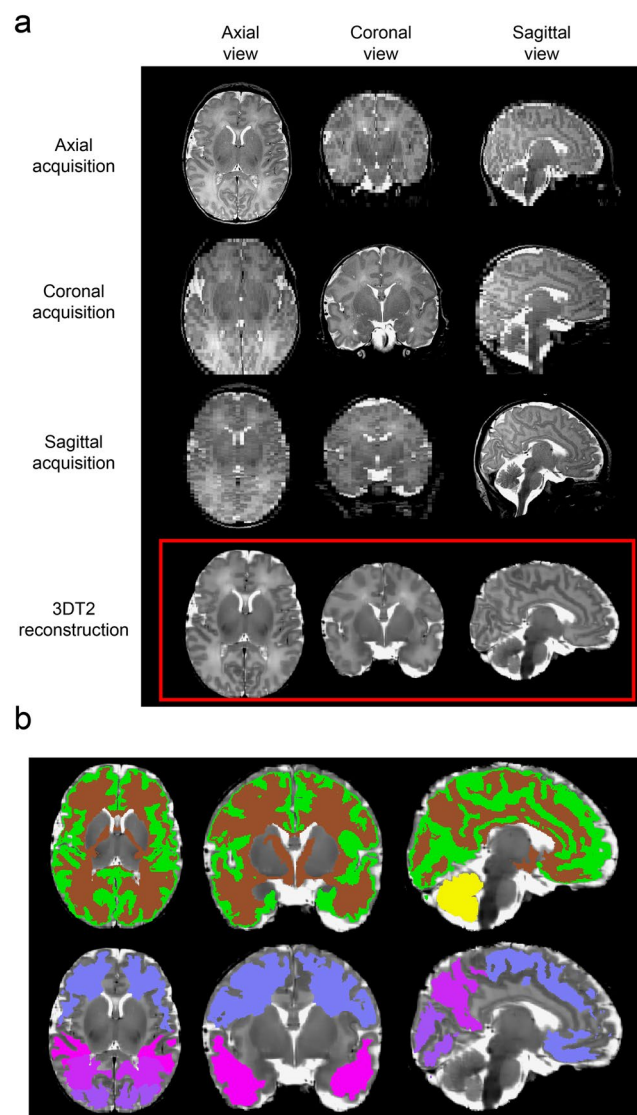 a
Axial
view
Coronal
view
Sagittal
view
Axial
acquisition
Coronal
acquisition
Sagittal
acquisition
3DT2
reconstruction
b